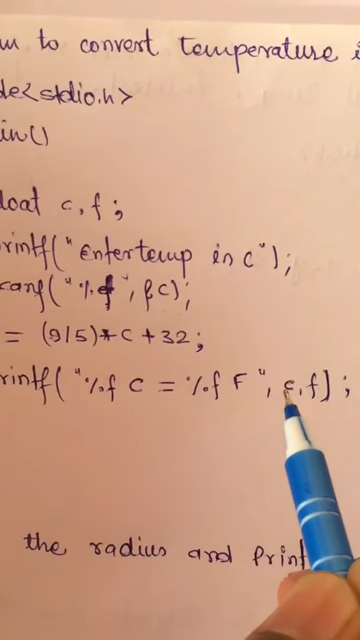 m to convert temperature i
de<stdio.h>
in()
loat c,f;
rintf("Enter temp in c");
canf("%f", &c);
= (9/5)*c+32;
rintf("%f C = %f F", c,f);
the radius and Print